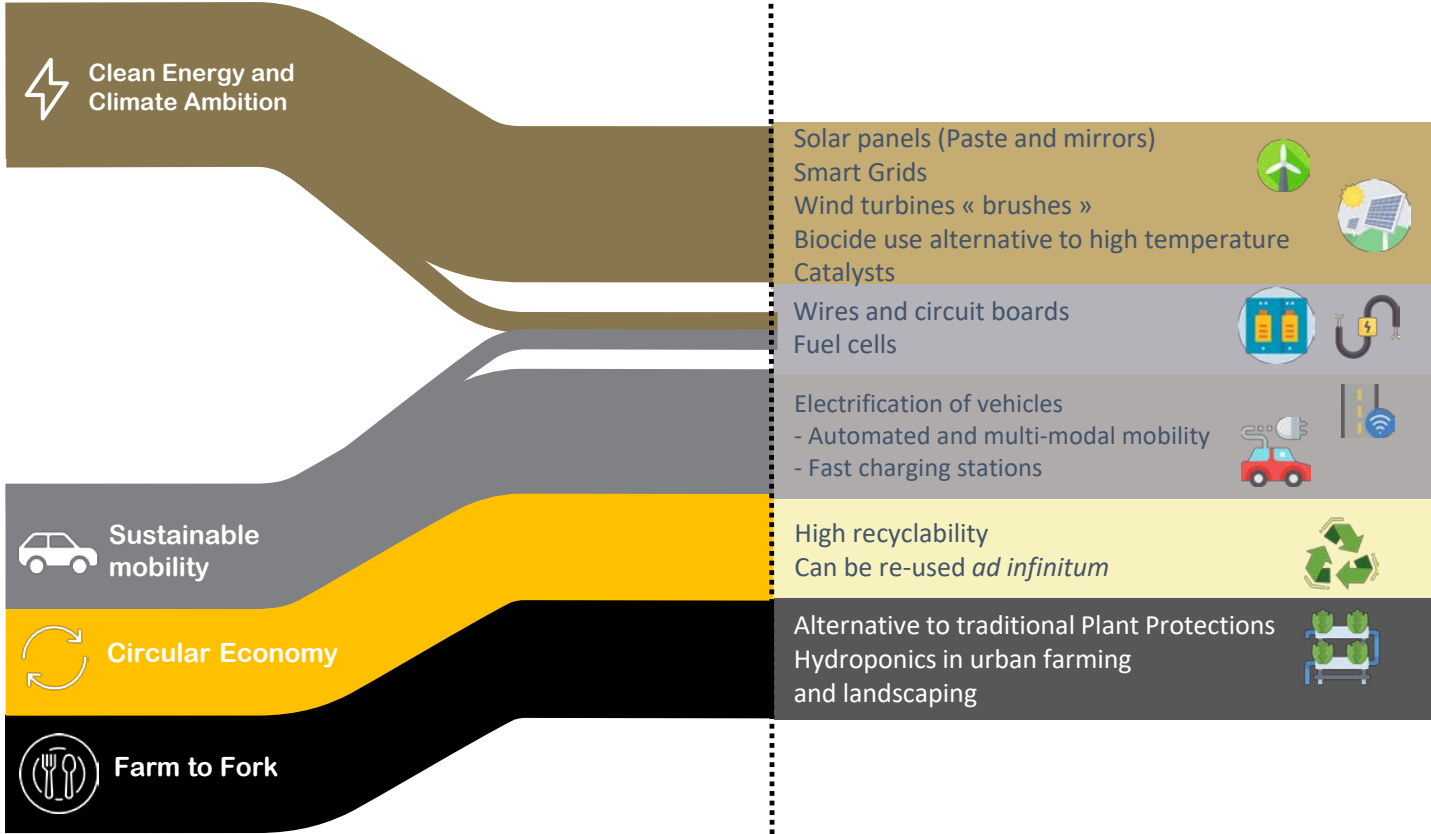 Clean Energy and
Climate Ambition
Solar panels (Paste and mirrors)
Smart Grids
Wind turbines « brushes »
Biocide use alternative to high temperature
Catalysts
Wires and circuit boards
Fuel cells
Electrification of vehicles
- Automated and multi-modal mobility
- Fast charging stations
Sustainable
mobility
High recyclability
Can be re-used ad infinitum
Circular Economy
Alternative to traditional Plant Protections
Hydroponics in urban farming
and landscaping
Farm to Fork